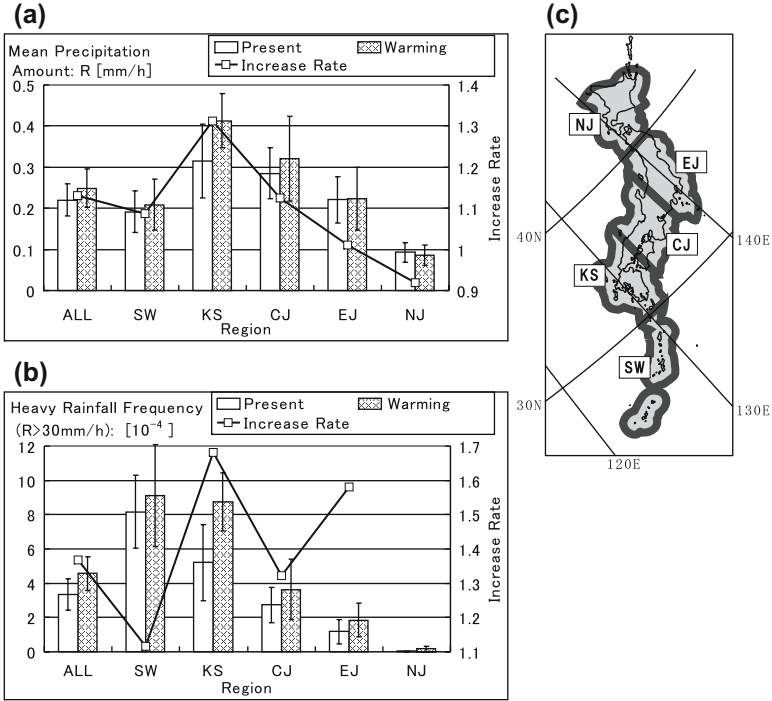 (a)
Mean Precipitation
Amount: R [mm/h]
Present
Warming
Increase Rate
0.5
0.4
0.3
0.2
0.1
0
1.4
1.3
1.2
1.1
1
0.9
Increase Rate
ALL SW KS CJ EJ NJ
Region
(b)
Heavy Rainfall Frequency
(R>30mm/h): [10⁻⁴ ]
Present
Warming
Increase Rate
12
10
8
6
4
2
0
1.7
1.6
1.5
1.4
1.3
1.2
1.1
Increase Rate
ALL SW KS CJ EJ NJ
Region
(c)
NJ
EJ
CJ
KS
SW
40N
140E
30N
130E
120E